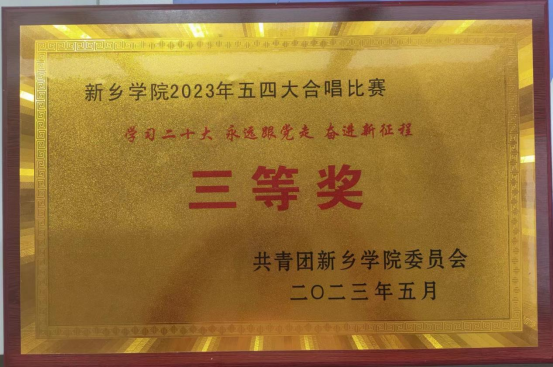 新乡学院2023年五四大合唱比赛
学习二十大 永远跟党走 奋进新征程
三等奖
共青团新乡学院委员会
二〇二三年五月